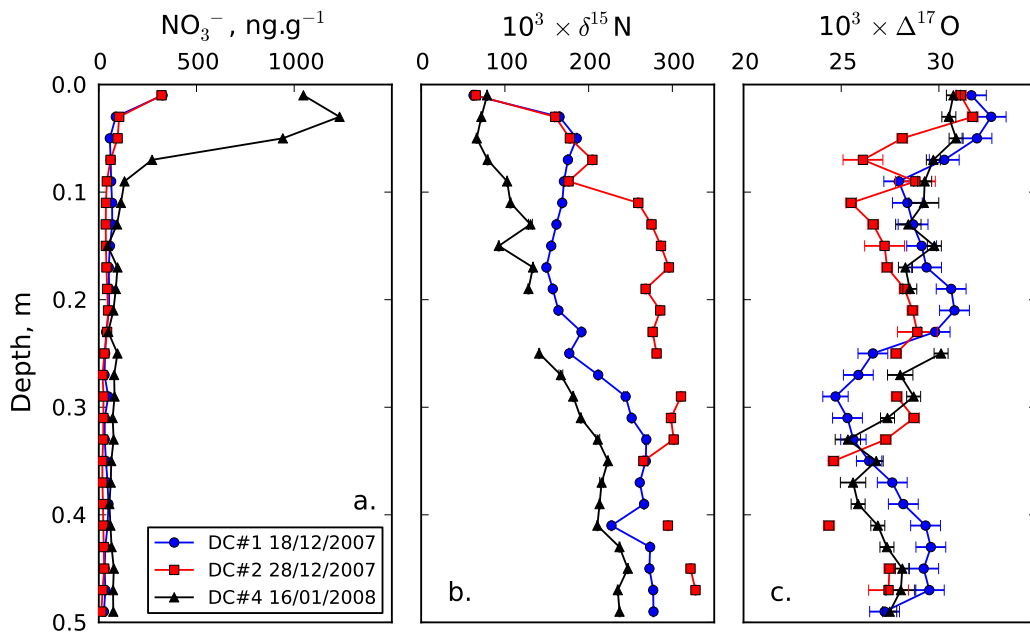 NO₃⁻ , ng.g⁻¹
10³ × δ¹⁵N
10³ × Δ¹⁷O
0 500 1000
0 100 200 300
20 25 30
0.0
0.1
0.2
0.3
0.4
0.5
Depth, m
a.
b.
c.
DC#1 18/12/2007
DC#2 28/12/2007
DC#4 16/01/2008